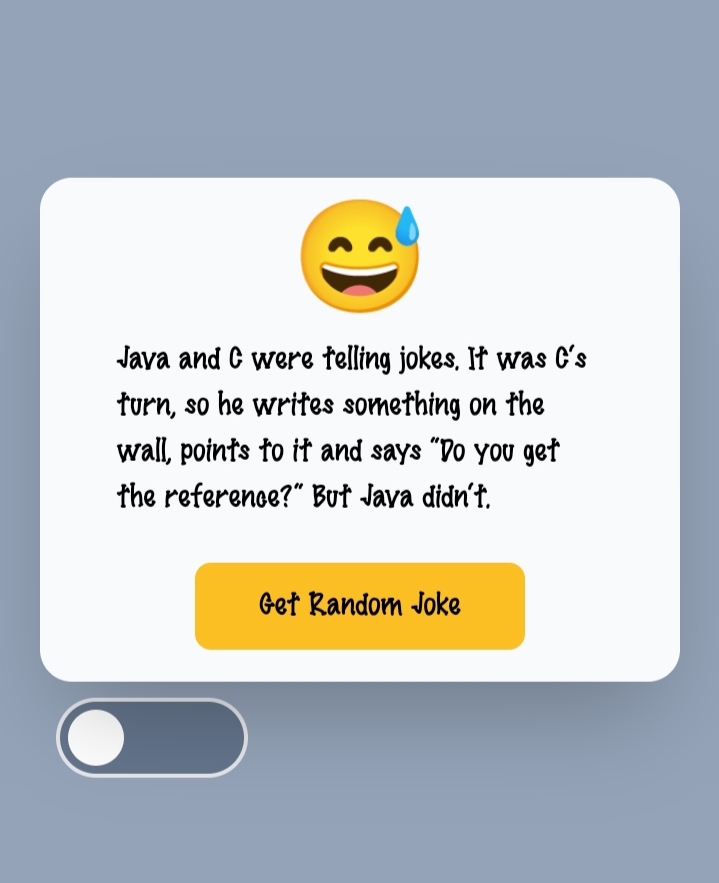 Java and C were telling jokes. It was C's
turn, so he writes something on the
wall, points to it and says "Do you get
the reference?" But Java didn't.
Get Random Joke